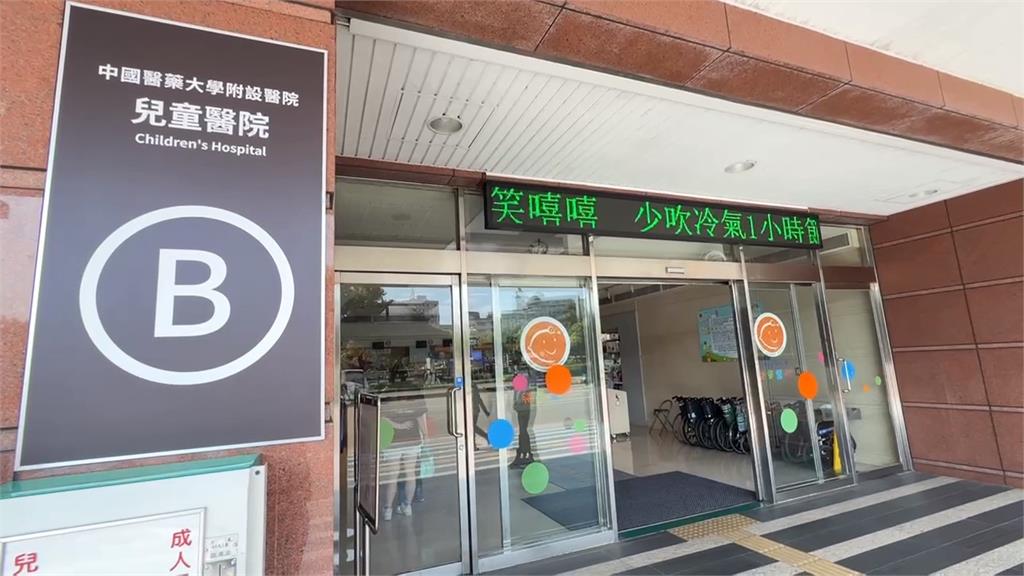 中國醫藥大學附設醫院
兒童醫院
Children's Hospital
B
笑嘻嘻 少吹冷氣1小時
成人
兒